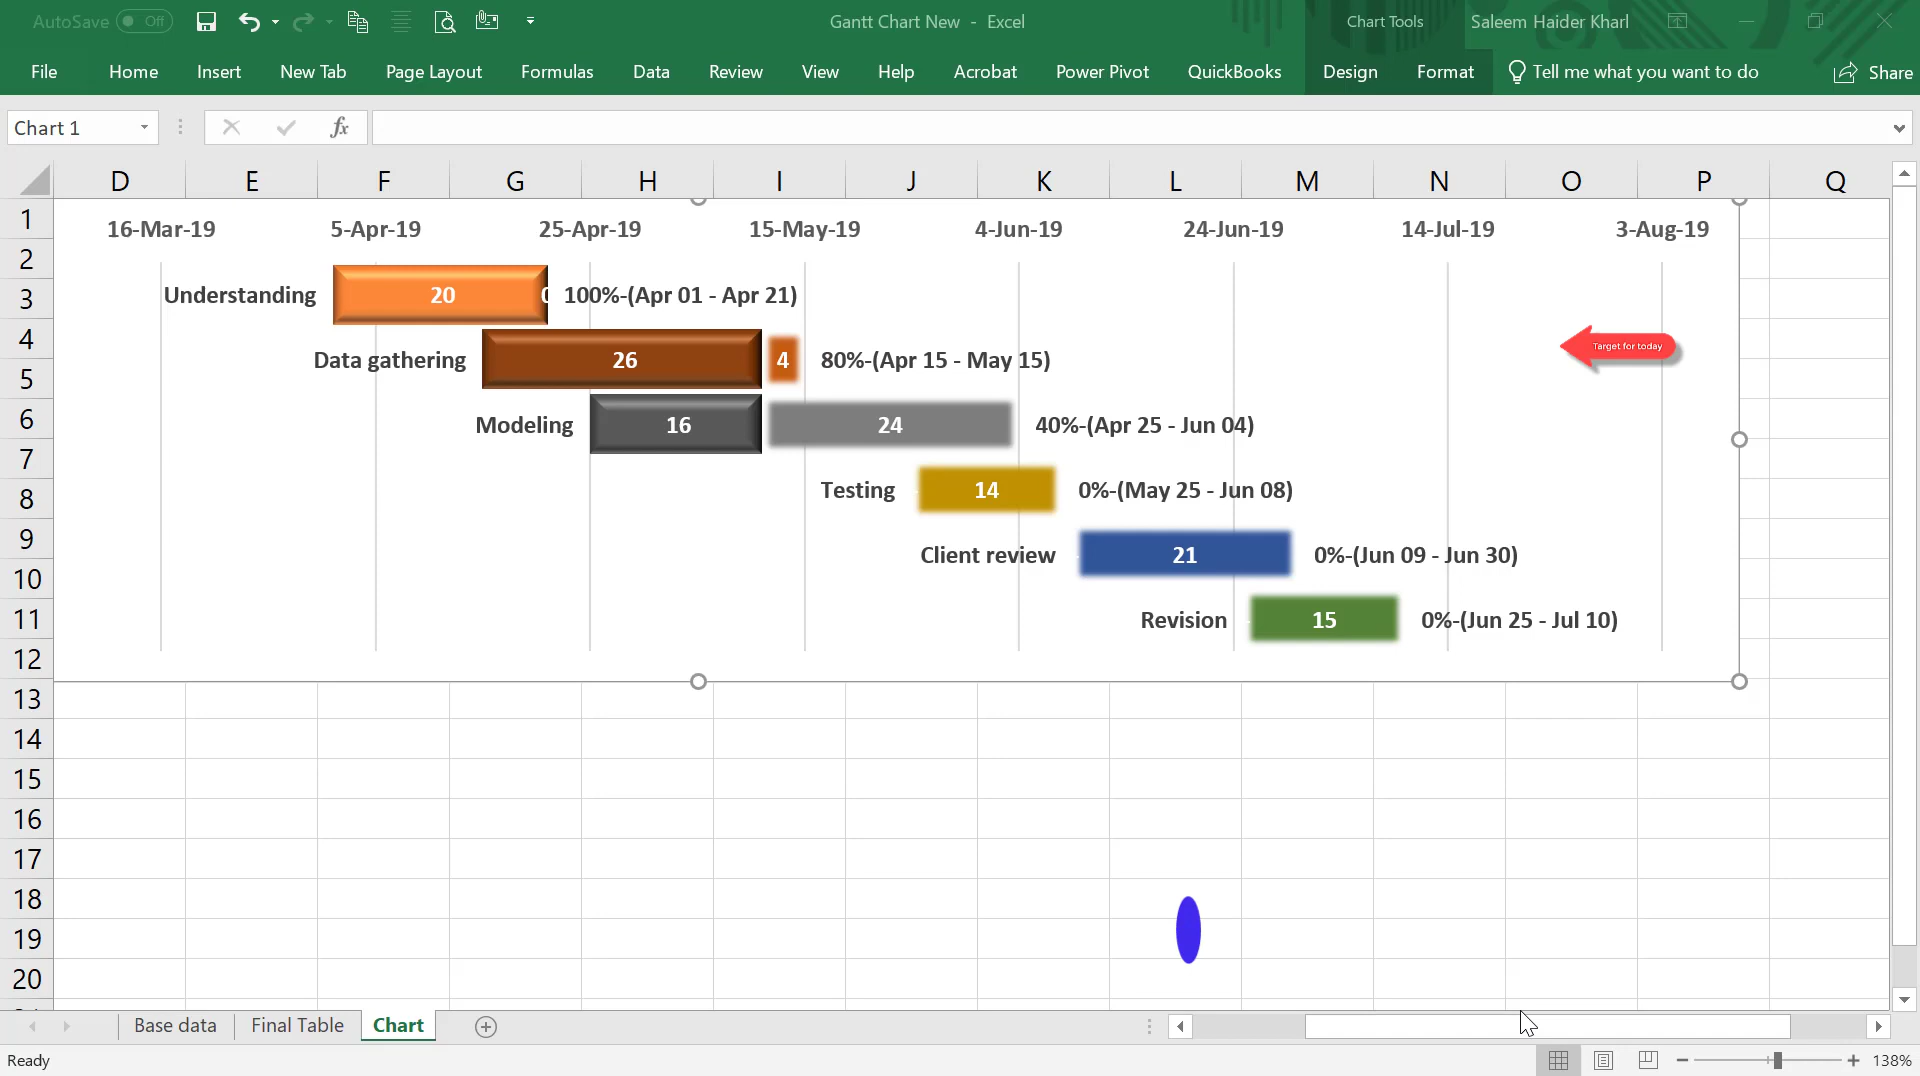 AutoSave Off Gantt Chart New - Excel Chart Tools Saleem Haider Kharl
File Home Insert New Tab Page Layout Formulas Data Review View Help Acrobat Power Pivot QuickBooks Design Format Tell me what you want to do Share
Chart 1 fx
D E F G H I J K L M N O P Q
1
16-Mar-19 5-Apr-19 25-Apr-19 15-May-19 4-Jun-19 24-Jun-19 14-Jul-19 3-Aug-19
2
3
Understanding 20 0 100%-(Apr 01 - Apr 21)
4
Target for today
Data gathering 26 4 80%-(Apr 15 - May 15)
5
6
Modeling 16 24 40%-(Apr 25 - Jun 04)
7
Testing 14 0%-(May 25 - Jun 08)
8
9
Client review 21 0%-(Jun 09 - Jun 30)
10
11
Revision 15 0%-(Jun 25 - Jul 10)
12
13
14
15
16
17
18
19
20
Base data Final Table Chart
Ready 138%